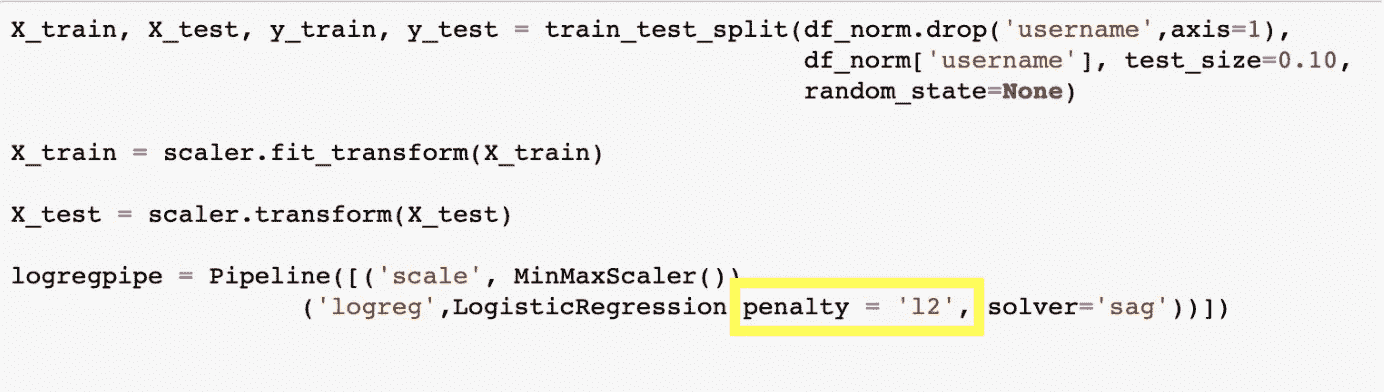 X_train, X_test, y_train, y_test = train_test_split(df_norm.drop('username',axis=1),
df_norm['username'], test_size=0.10,
random_state=None)
X_train = scaler.fit_transform(X_train)
X_test = scaler.transform(X_test)
logregpipe = Pipeline([('scale', MinMaxScaler())
('logreg',LogisticRegression penalty = 'l2', solver='sag'))])